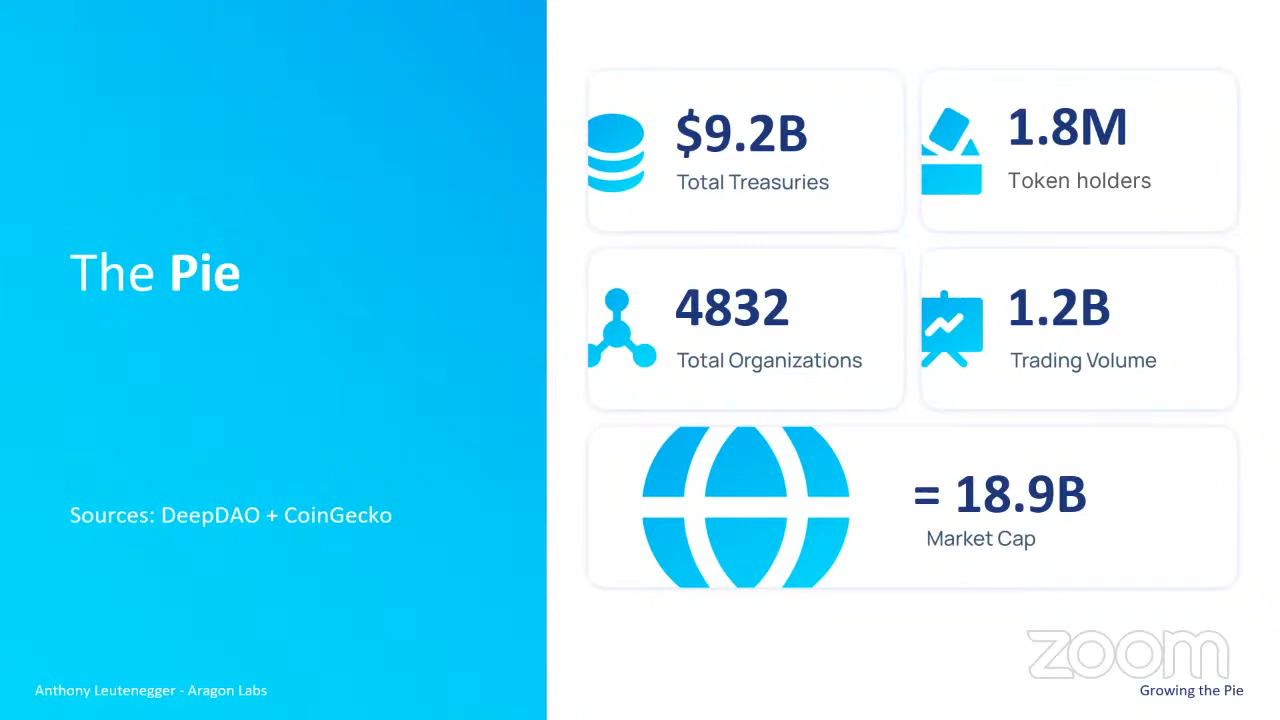 The Pie
Sources: DeepDAO + CoinGecko
Anthony Leutenegger - Aragon Labs
$9.2B
Total Treasuries
1.8M
Token holders
4832
Total Organizations
1.2B
Trading Volume
= 18.9B
Market Cap
zoom
Growing the Pie